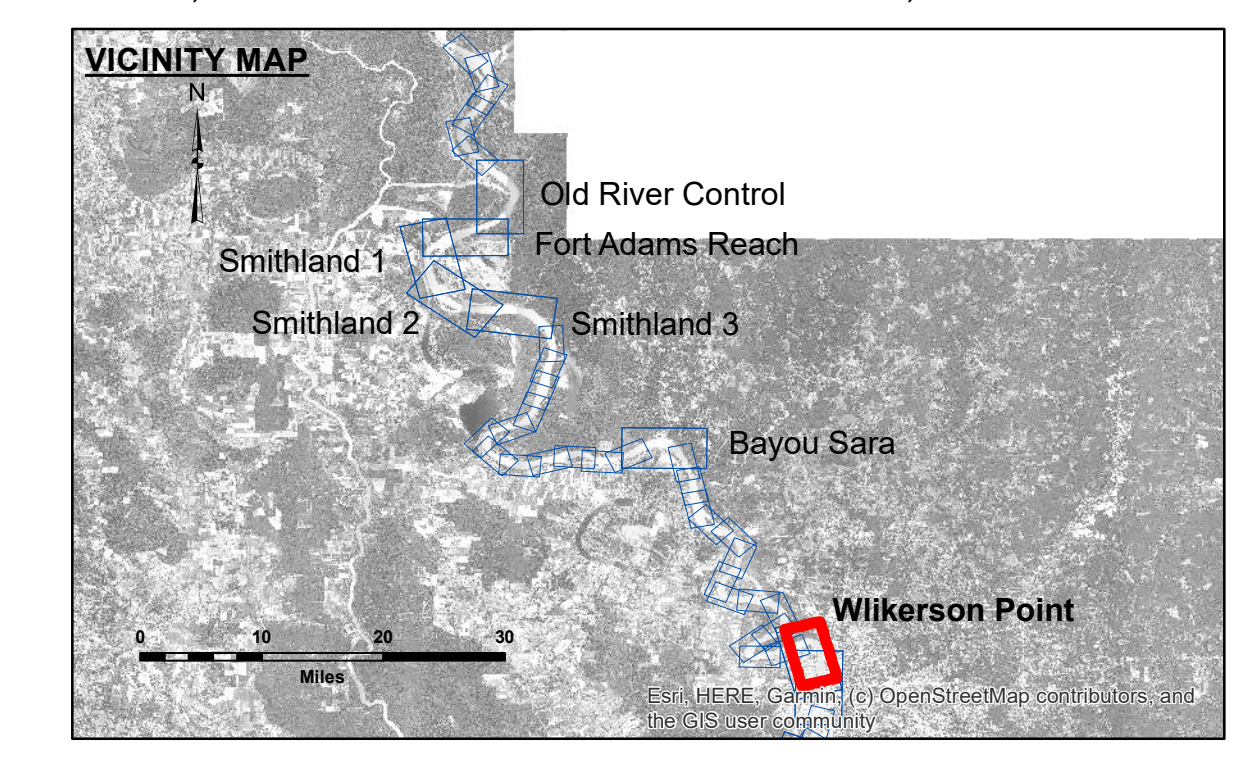 VICINITY MAP
N
Old River Control
Fort Adams Reach
Smithland 1
Smithland 2
Smithland 3
Bayou Sara
Wlikerson Point
0 10 20 30
Miles
Esri, HERE, Garmin, (c) OpenStreetMap contributors, and
the GIS user community